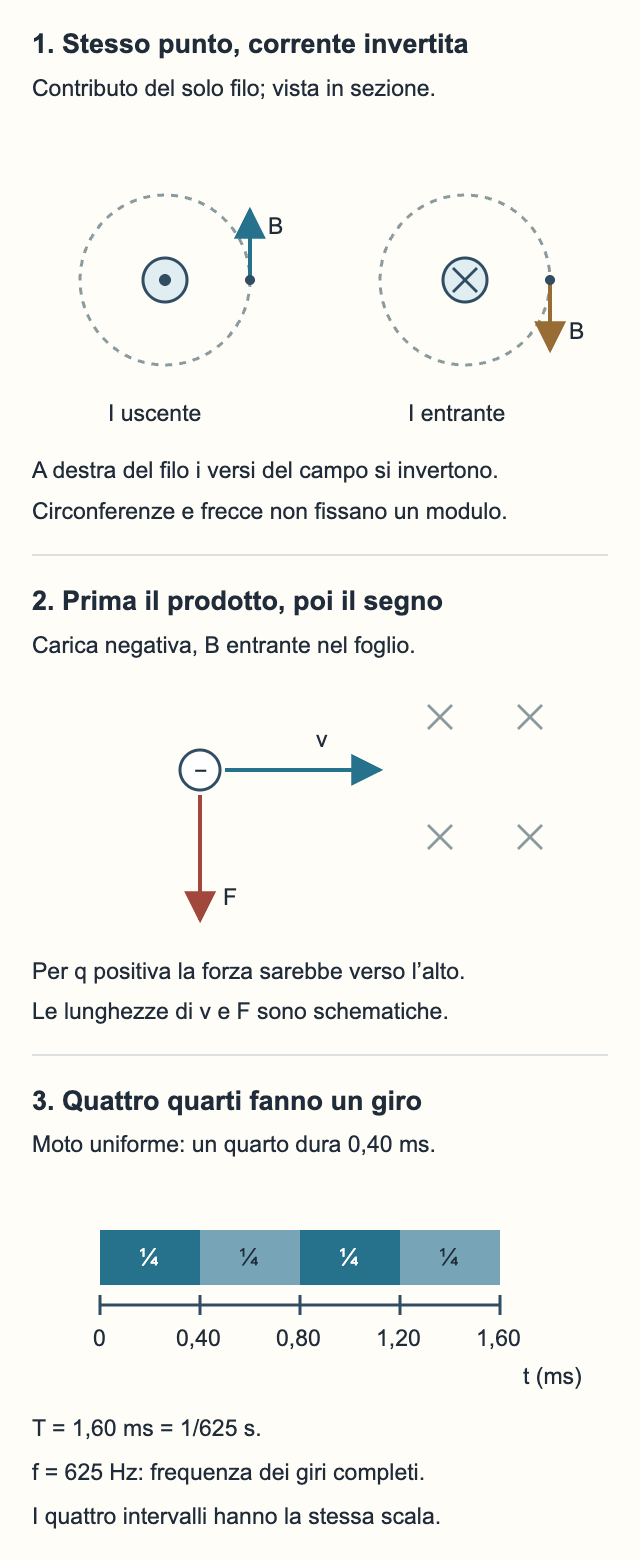 1. Stesso punto, corrente invertita
Contributo del solo filo; vista in sezione.
B
B
I uscente
I entrante
A destra del filo i versi del campo si invertono.
Circonferenze e frecce non fissano un modulo.
2. Prima il prodotto, poi il segno
Carica negativa, B entrante nel foglio.
v
−
F
Per q positiva la forza sarebbe verso l’alto.
Le lunghezze di v e F sono schematiche.
3. Quattro quarti fanno un giro
Moto uniforme: un quarto dura 0,40 ms.
¼ ¼ ¼ ¼
0 0,40 0,80 1,20 1,60
t (ms)
T = 1,60 ms = 1/625 s.
f = 625 Hz: frequenza dei giri completi.
I quattro intervalli hanno la stessa scala.